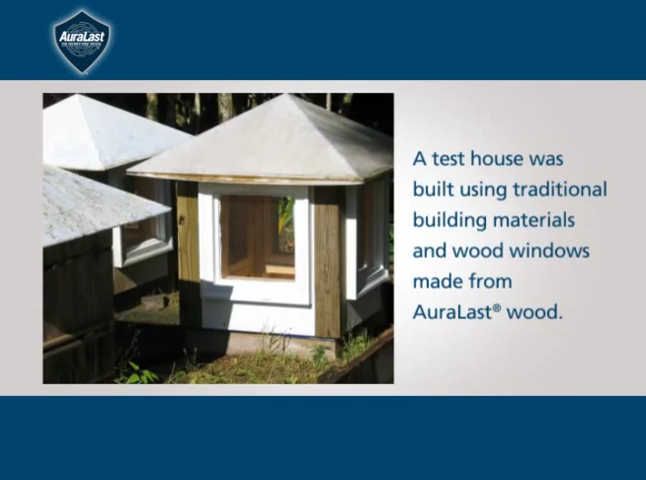 AuraLast
A test house was
built using traditional
building materials
and wood windows
made from
AuraLast® wood.